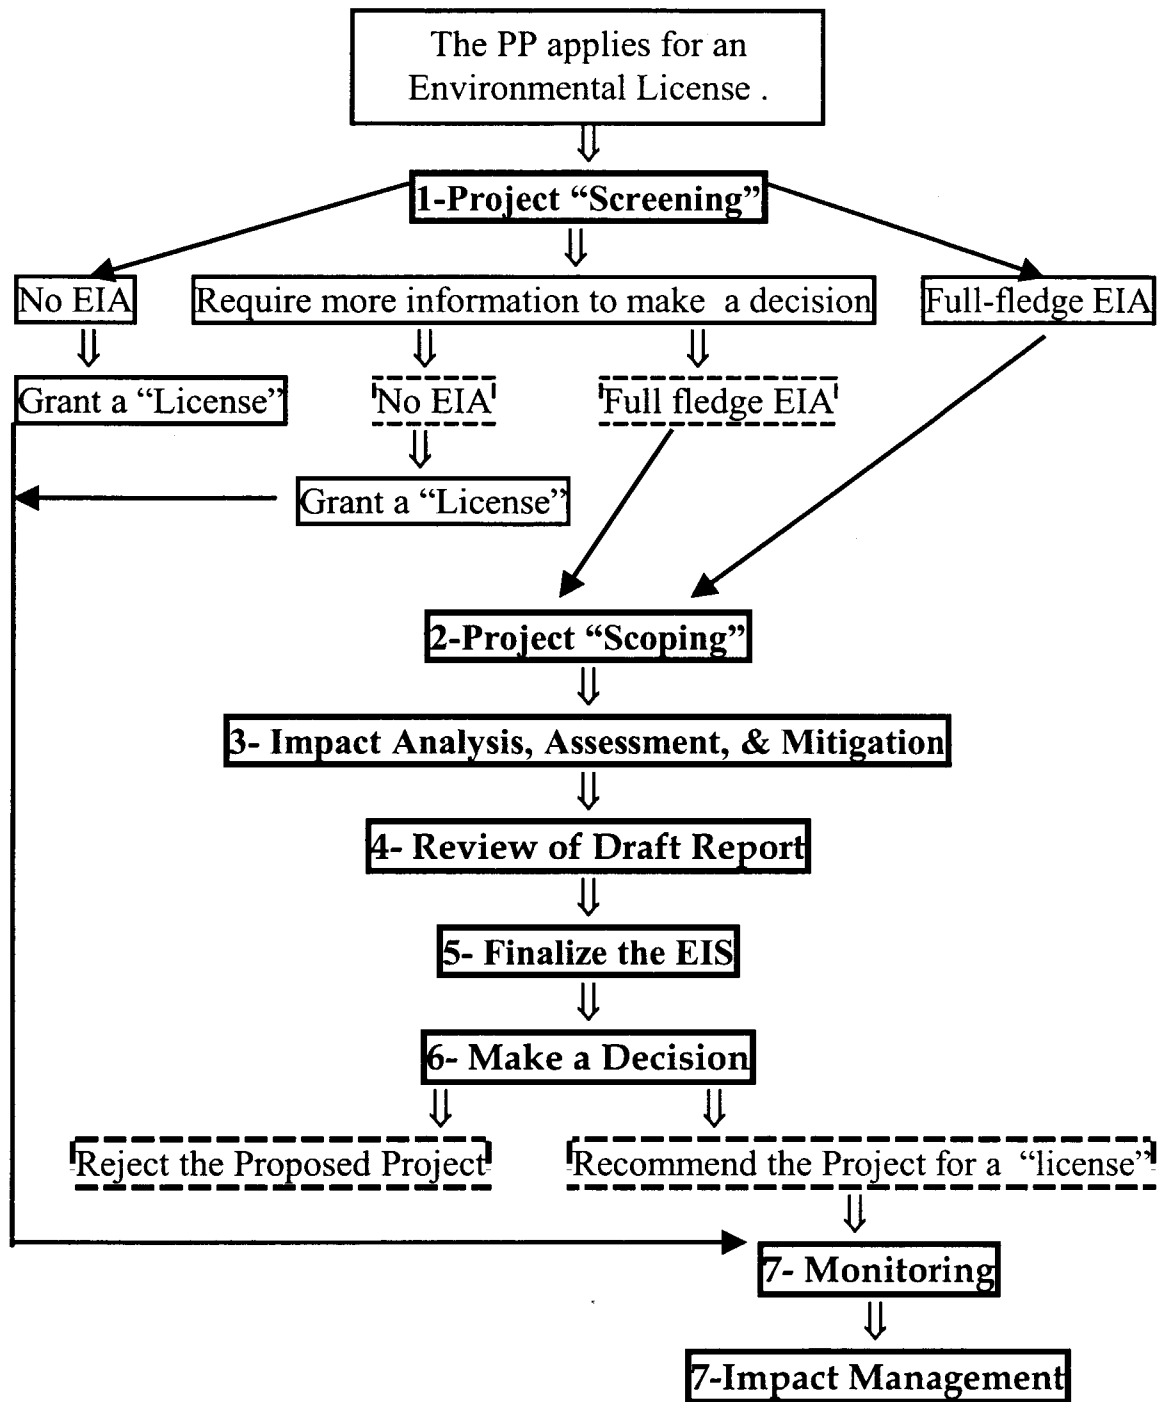 The PP applies for an
Environmental License .
1-Project “Screening”
No EIA
Require more information to make a decision
Full-fledge EIA
Grant a “License”
No EIA
Full fledge EIA
Grant a “License”
2-Project “Scoping”
3- Impact Analysis, Assessment, & Mitigation
4- Review of Draft Report
5- Finalize the EIS
6- Make a Decision
Reject the Proposed Project
Recommend the Project for a “license”
7- Monitoring
7-Impact Management